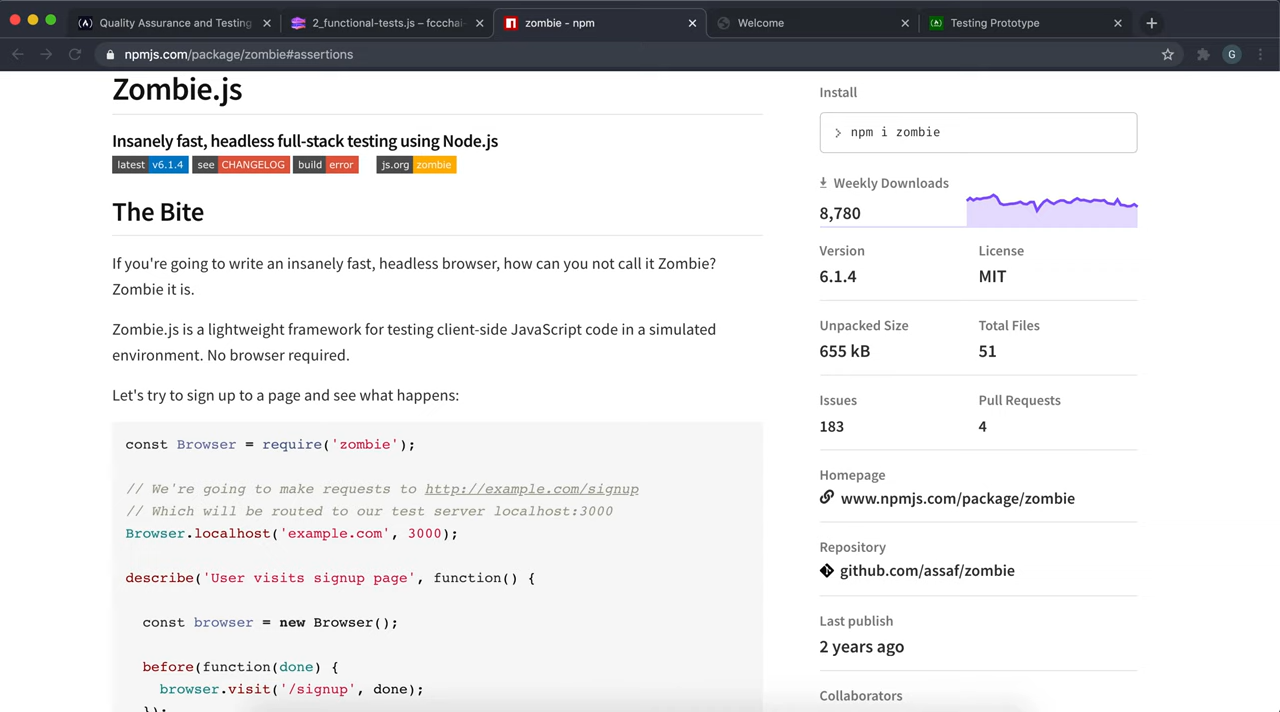 Quality Assurance and Testing
2_functional-tests.js – fccchai-
zombie - npm
Welcome
Testing Prototype
npmjs.com/package/zombie#assertions
G
Zombie.js
Insanely fast, headless full-stack testing using Node.js
latest v6.1.4 see CHANGELOG build error js.org zombie
The Bite
If you're going to write an insanely fast, headless browser, how can you not call it Zombie?
Zombie it is.
Zombie.js is a lightweight framework for testing client-side JavaScript code in a simulated
environment. No browser required.
Let's try to sign up to a page and see what happens:
const Browser = require('zombie');
// We're going to make requests to http://example.com/signup
// Which will be routed to our test server localhost:3000
Browser.localhost('example.com', 3000);
describe('User visits signup page', function() {
const browser = new Browser();
before(function(done) {
browser.visit('/signup', done);
});
Install
> npm i zombie
Weekly Downloads
8,780
Version
6.1.4
License
MIT
Unpacked Size
655 kB
Total Files
51
Issues
183
Pull Requests
4
Homepage
www.npmjs.com/package/zombie
Repository
github.com/assaf/zombie
Last publish
2 years ago
Collaborators